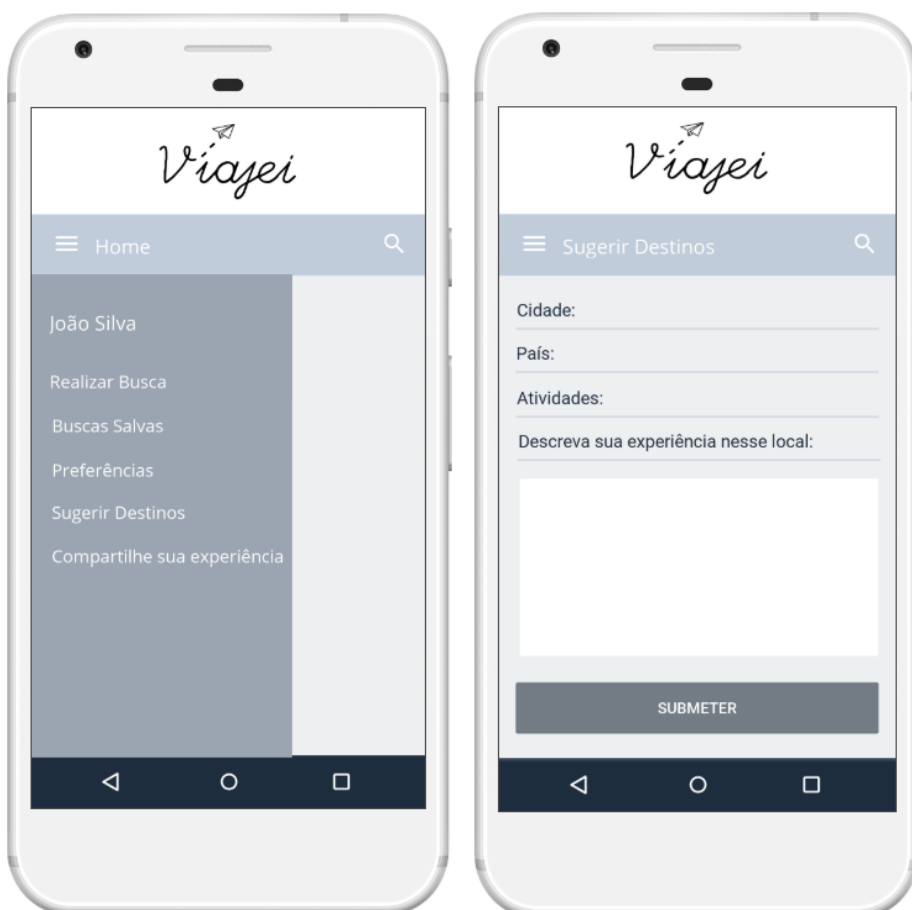 Viajei
Home
João Silva
Realizar Busca
Buscas Salvas
Preferências
Sugerir Destinos
Compartilhe sua experiência
Viajei
Sugerir Destinos
Cidade:
País:
Atividades:
Descreva sua experiência nesse local:
SUBMETER